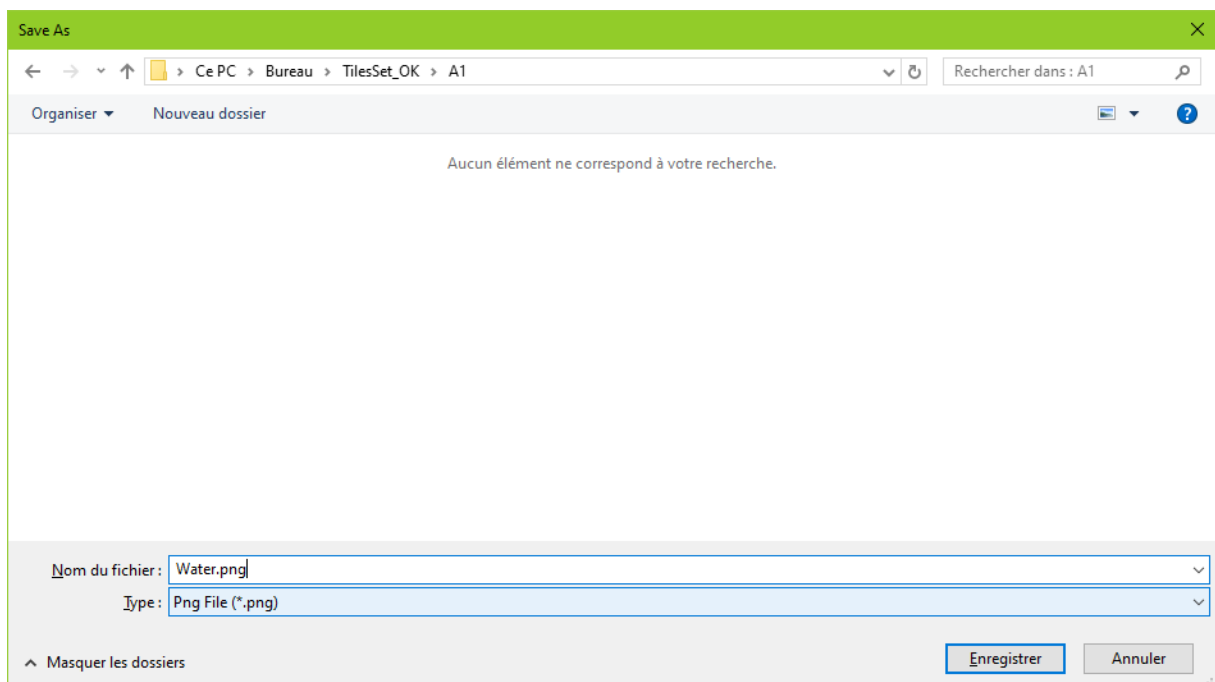 Save As
Ce PC > Bureau > TilesSet_OK > A1
Rechercher dans : A1
Organiser
Nouveau dossier
?
Aucun élément ne correspond à votre recherche.
Nom du fichier : Water.png
Type : Png File (*.png)
Masquer les dossiers
Enregistrer
Annuler